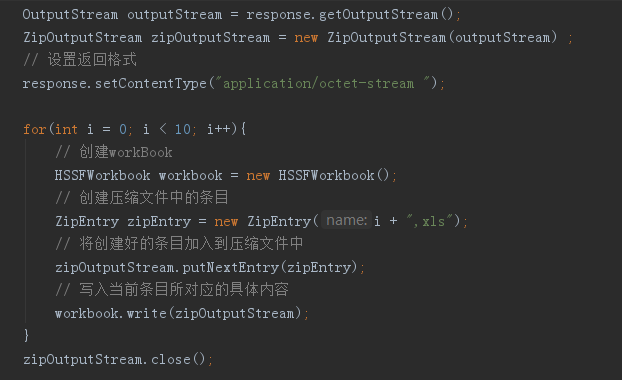 OutputStream outputStream = response.getOutputStream();
ZipOutputStream zipOutputStream = new ZipOutputStream(outputStream) ;
// 设置返回格式
response.setContentType("application/octet-stream ");
for(int i = 0; i < 10; i++){
// 创建workBook
HSSFWorkbook workbook = new HSSFWorkbook();
// 创建压缩文件中的条目
ZipEntry zipEntry = new ZipEntry( name: i + ",xls");
// 将创建好的条目加入到压缩文件中
zipOutputStream.putNextEntry(zipEntry);
// 写入当前条目所对应的具体内容
workbook.write(zipOutputStream);
}
zipOutputStream.close();